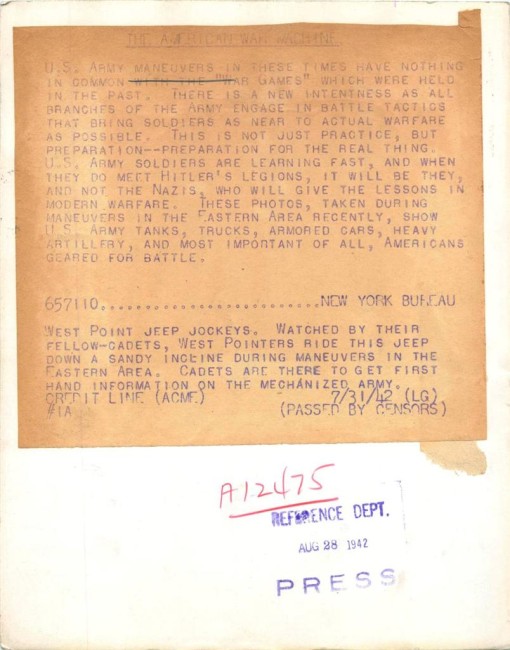 THE AMERICAN WAR MACHINE
U.S. ARMY MANEUVERS IN THESE TIMES HAVE NOTHING
IN COMMON WITH THE "WAR GAMES" WHICH WERE HELD
IN THE PAST. THERE IS A NEW INTENTNESS AS ALL
BRANCHES OF THE ARMY ENGAGE IN BATTLE TACTICS
THAT BRING SOLDIERS AS NEAR TO ACTUAL WARFARE
AS POSSIBLE. THIS IS NOT JUST PRACTICE, BUT
PREPARATION--PREPARATION FOR THE REAL THING.
U.S. ARMY SOLDIERS ARE LEARNING FAST, AND WHEN
THEY DO MEET HITLER'S LEGIONS, IT WILL BE THEY,
AND NOT THE NAZIS, WHO WILL GIVE THE LESSONS IN
MODERN WARFARE. THESE PHOTOS, TAKEN DURING
MANEUVERS IN THE EASTERN AREA RECENTLY, SHOW
U.S. ARMY TANKS, TRUCKS, ARMORED CARS, HEAVY
ARTILLERY, AND MOST IMPORTANT OF ALL, AMERICANS
GEARED FOR BATTLE.
657110..............................NEW YORK BUREAU
WEST POINT JEEP JOCKEYS. WATCHED BY THEIR
FELLOW-CADETS, WEST POINTERS RIDE THIS JEEP
DOWN A SANDY INCLINE DURING MANEUVERS IN THE
EASTERN AREA. CADETS ARE THERE TO GET FIRST
HAND INFORMATION ON THE MECHANIZED ARMY.
CREDIT LINE (ACME) 7/31/42 (LG)
#1A (PASSED BY CENSORS)
A12475
REFERENCE DEPT.
AUG 28 1942
PRESS